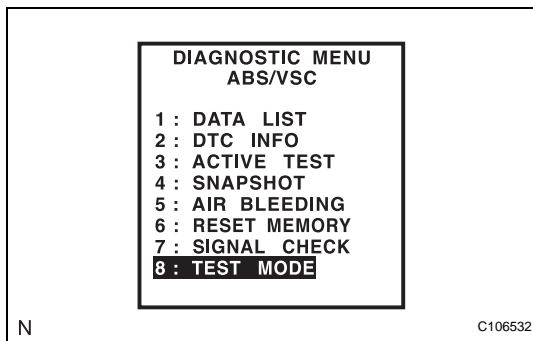 DIAGNOSTIC MENU
ABS/VSC
1 : DATA LIST
2 : DTC INFO
3 : ACTIVE TEST
4 : SNAPSHOT
5 : AIR BLEEDING
6 : RESET MEMORY
7 : SIGNAL CHECK
8 : TEST MODE
N
C106532